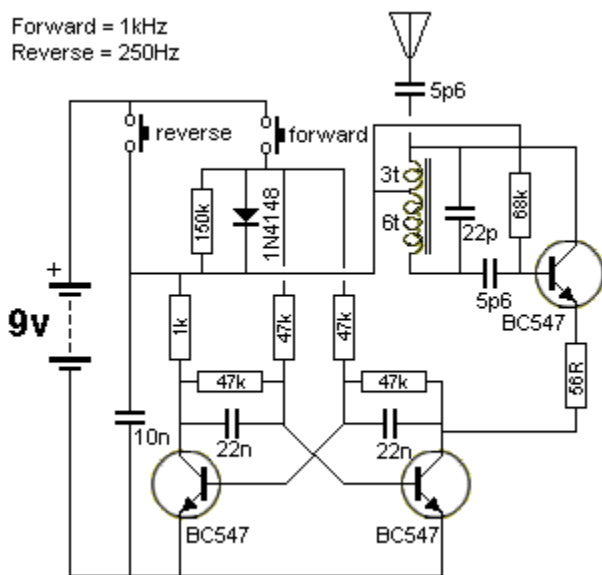 Forward = 1kHz
Reverse = 250Hz
5p6
reverse
forward
3t
6t
150k
1N4148
22p
68k
5p6
BC547
+
9v
1k
47k
47k
56R
47k
47k
10n
22n
22n
BC547
BC547